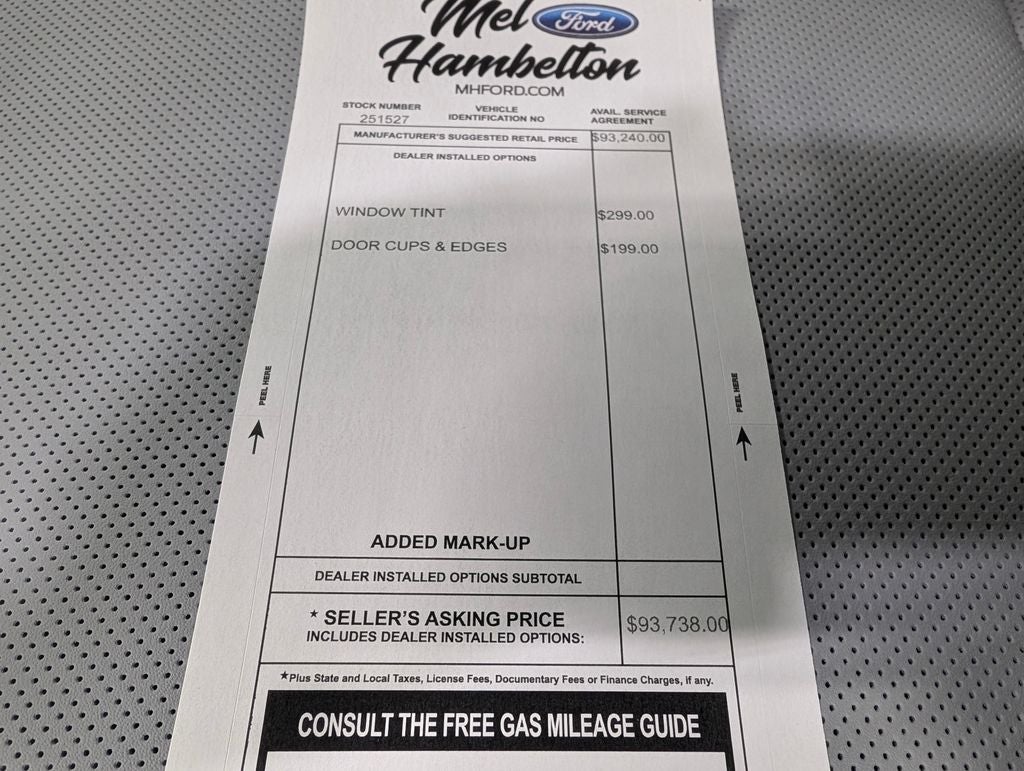 Mel Ford
Hambelton
MHFORD.COM
STOCK NUMBER VEHICLE IDENTIFICATION NO AVAIL. SERVICE AGREEMENT
251527
MANUFACTURER'S SUGGESTED RETAIL PRICE $93,240.00
DEALER INSTALLED OPTIONS
WINDOW TINT $299.00
DOOR CUPS & EDGES $199.00
PEEL HERE PEEL HERE
ADDED MARK-UP
DEALER INSTALLED OPTIONS SUBTOTAL
* SELLER'S ASKING PRICE $93,738.00
INCLUDES DEALER INSTALLED OPTIONS:
*Plus State and Local Taxes, License Fees, Documentary Fees or Finance Charges, if any.
CONSULT THE FREE GAS MILEAGE GUIDE